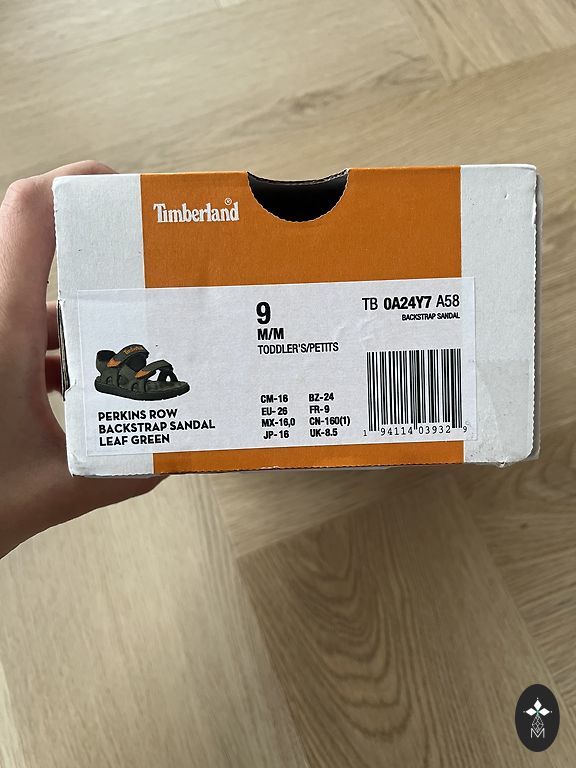 Timberland®
9
M/M
TODDLER'S/PETITS
TB 0A24Y7 A58
BACKSTRAP SANDAL
PERKINS ROW
BACKSTRAP SANDAL
LEAF GREEN
CM-16 BZ-24
EU-26 FR-9
MX-16,0 CN-160(1)
JP-16 UK-8.5
1 94114 03932 9
M